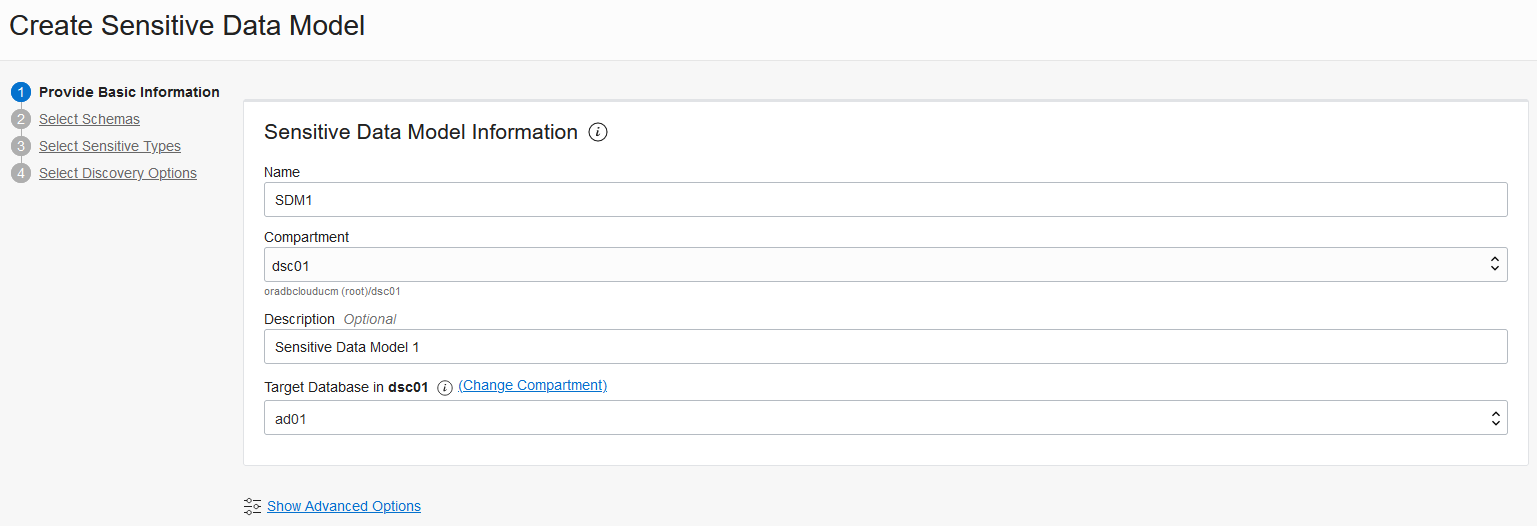 Create Sensitive Data Model
1 Provide Basic Information
2 Select Schemas
3 Select Sensitive Types
4 Select Discovery Options
Sensitive Data Model Information i
Name
SDM1
Compartment
dsc01
oradbclouducm (root)/dsc01
Description Optional
Sensitive Data Model 1
Target Database in dsc01 i (Change Compartment)
ad01
Show Advanced Options